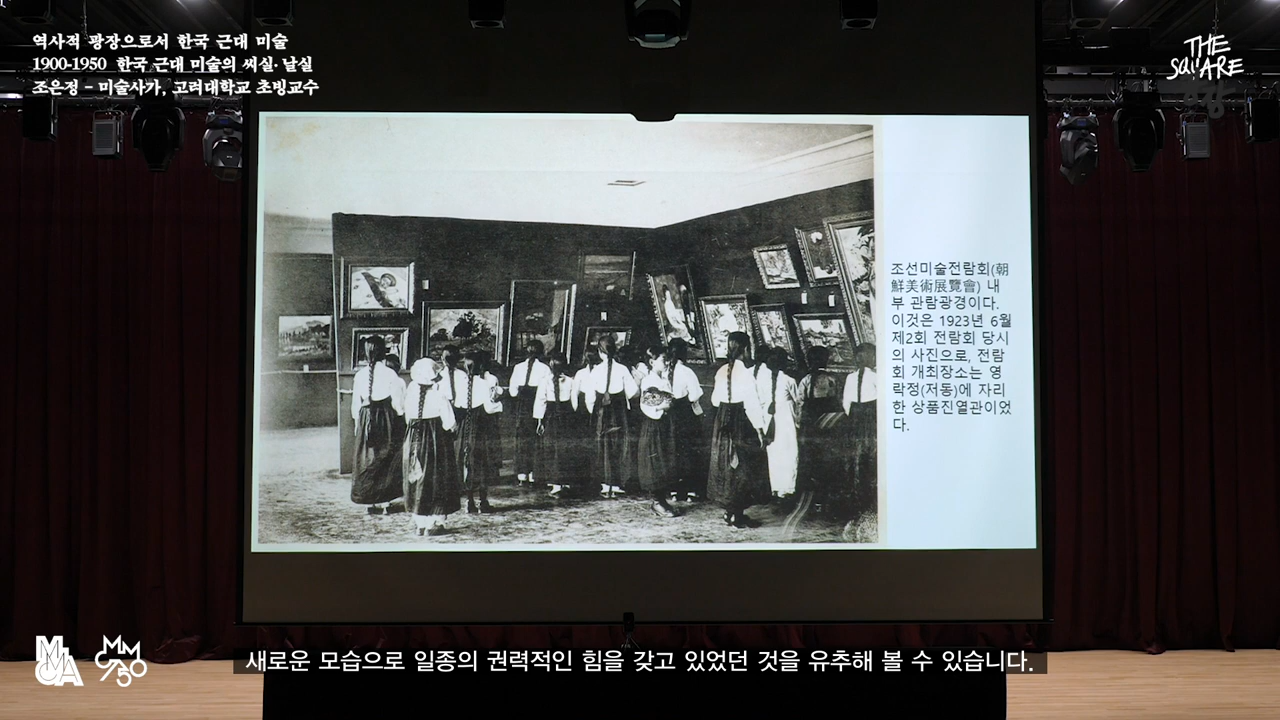 역사적 광장으로서 한국 근대 미술
1900-1950 한국 근대 미술의 씨실·날실
조은정 - 미술사가, 고려대학교 초빙교수
THE
SQUARE
광장
조선미술전람회(朝
鮮美術展覽會) 내
부 관람광경이다.
이것은 1923년 6월
제2회 전람회 당시
의 사진으로, 전람
회 개최장소는 영
락정(저동)에 자리
한 상품진열관이었
다.
새로운 모습으로 일종의 권력적인 힘을 갖고 있었던 것을 유추해 볼 수 있습니다.
MMCA
MMCA50